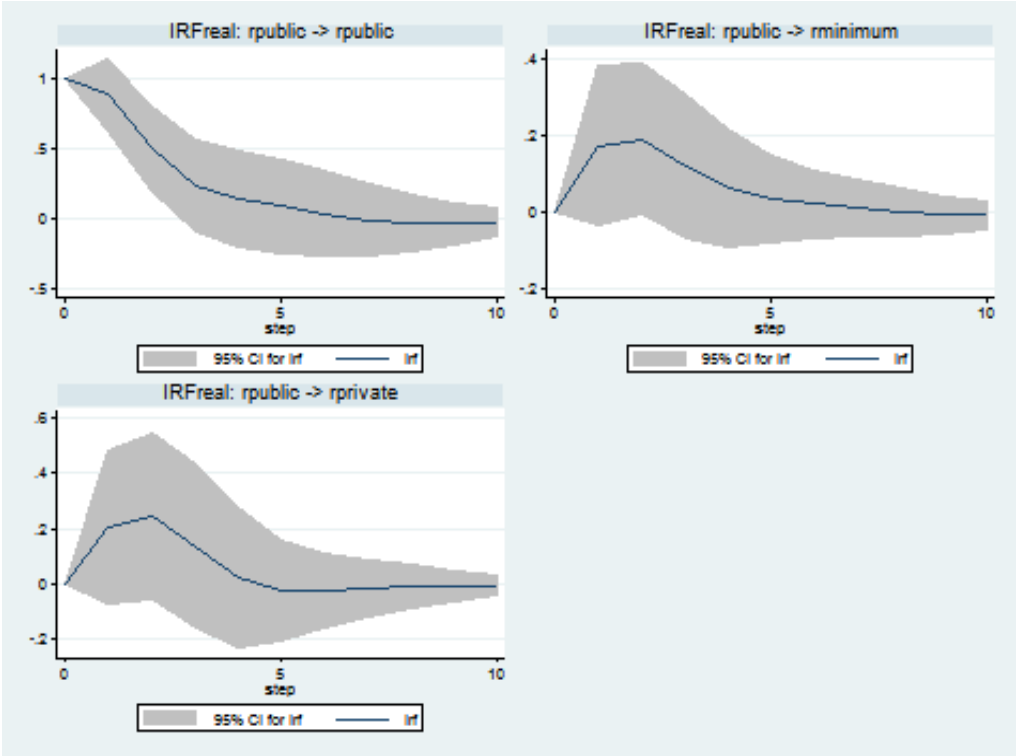 IRFreal: rpublic -> rpublic
1
.5
0
-.5
0
5
10
step
95% CI for irf
irf
IRFreal: rpublic -> rminimum
.4
.2
0
-.2
0
5
10
step
95% CI for irf
irf
IRFreal: rpublic -> rprivate
.6
.4
.2
0
-.2
0
5
10
step
95% CI for irf
irf